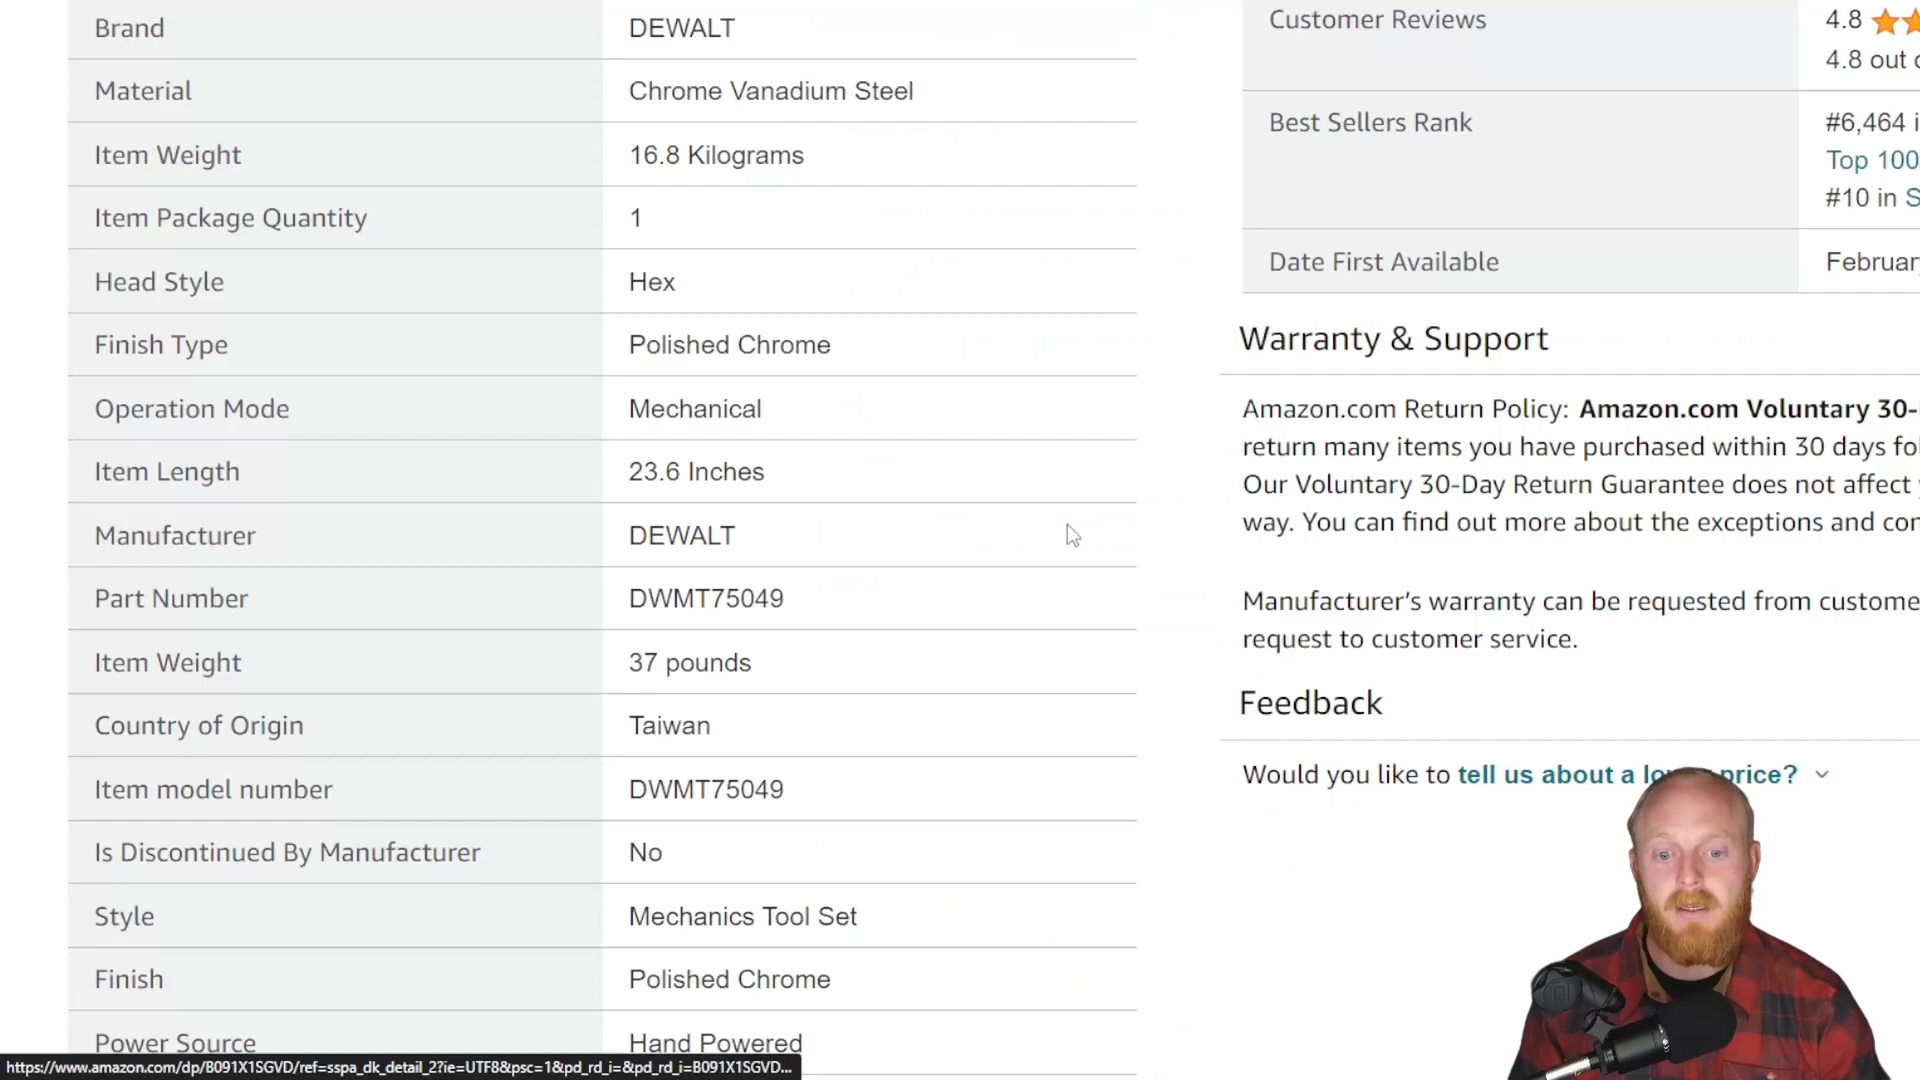 Brand DEWALT
Material Chrome Vanadium Steel
Item Weight 16.8 Kilograms
Item Package Quantity 1
Head Style Hex
Finish Type Polished Chrome
Operation Mode Mechanical
Item Length 23.6 Inches
Manufacturer DEWALT
Part Number DWMT75049
Item Weight 37 pounds
Country of Origin Taiwan
Item model number DWMT75049
Is Discontinued By Manufacturer No
Style Mechanics Tool Set
Finish Polished Chrome
Power Source Hand Powered
Customer Reviews 4.8
4.8 out
Best Sellers Rank #6,464
Top 100
#10 in
Date First Available
Warranty & Support
Amazon.com Return Policy: Amazon.com Voluntary 30-
return many items you have purchased within 30 days
Our Voluntary 30-Day Return Guarantee does not affect
way. You can find out more about the exceptions and
Manufacturer's warranty can be requested from
request to customer service.
Feedback
Would you like to tell us about a price?
https://www.amazon.com/dp/B091X1SGVD/ref=sspa_dk_detail_2?ie=UTF8&psc=1&pd_rd_i=&pd_rd_i=B091X1SGVD...